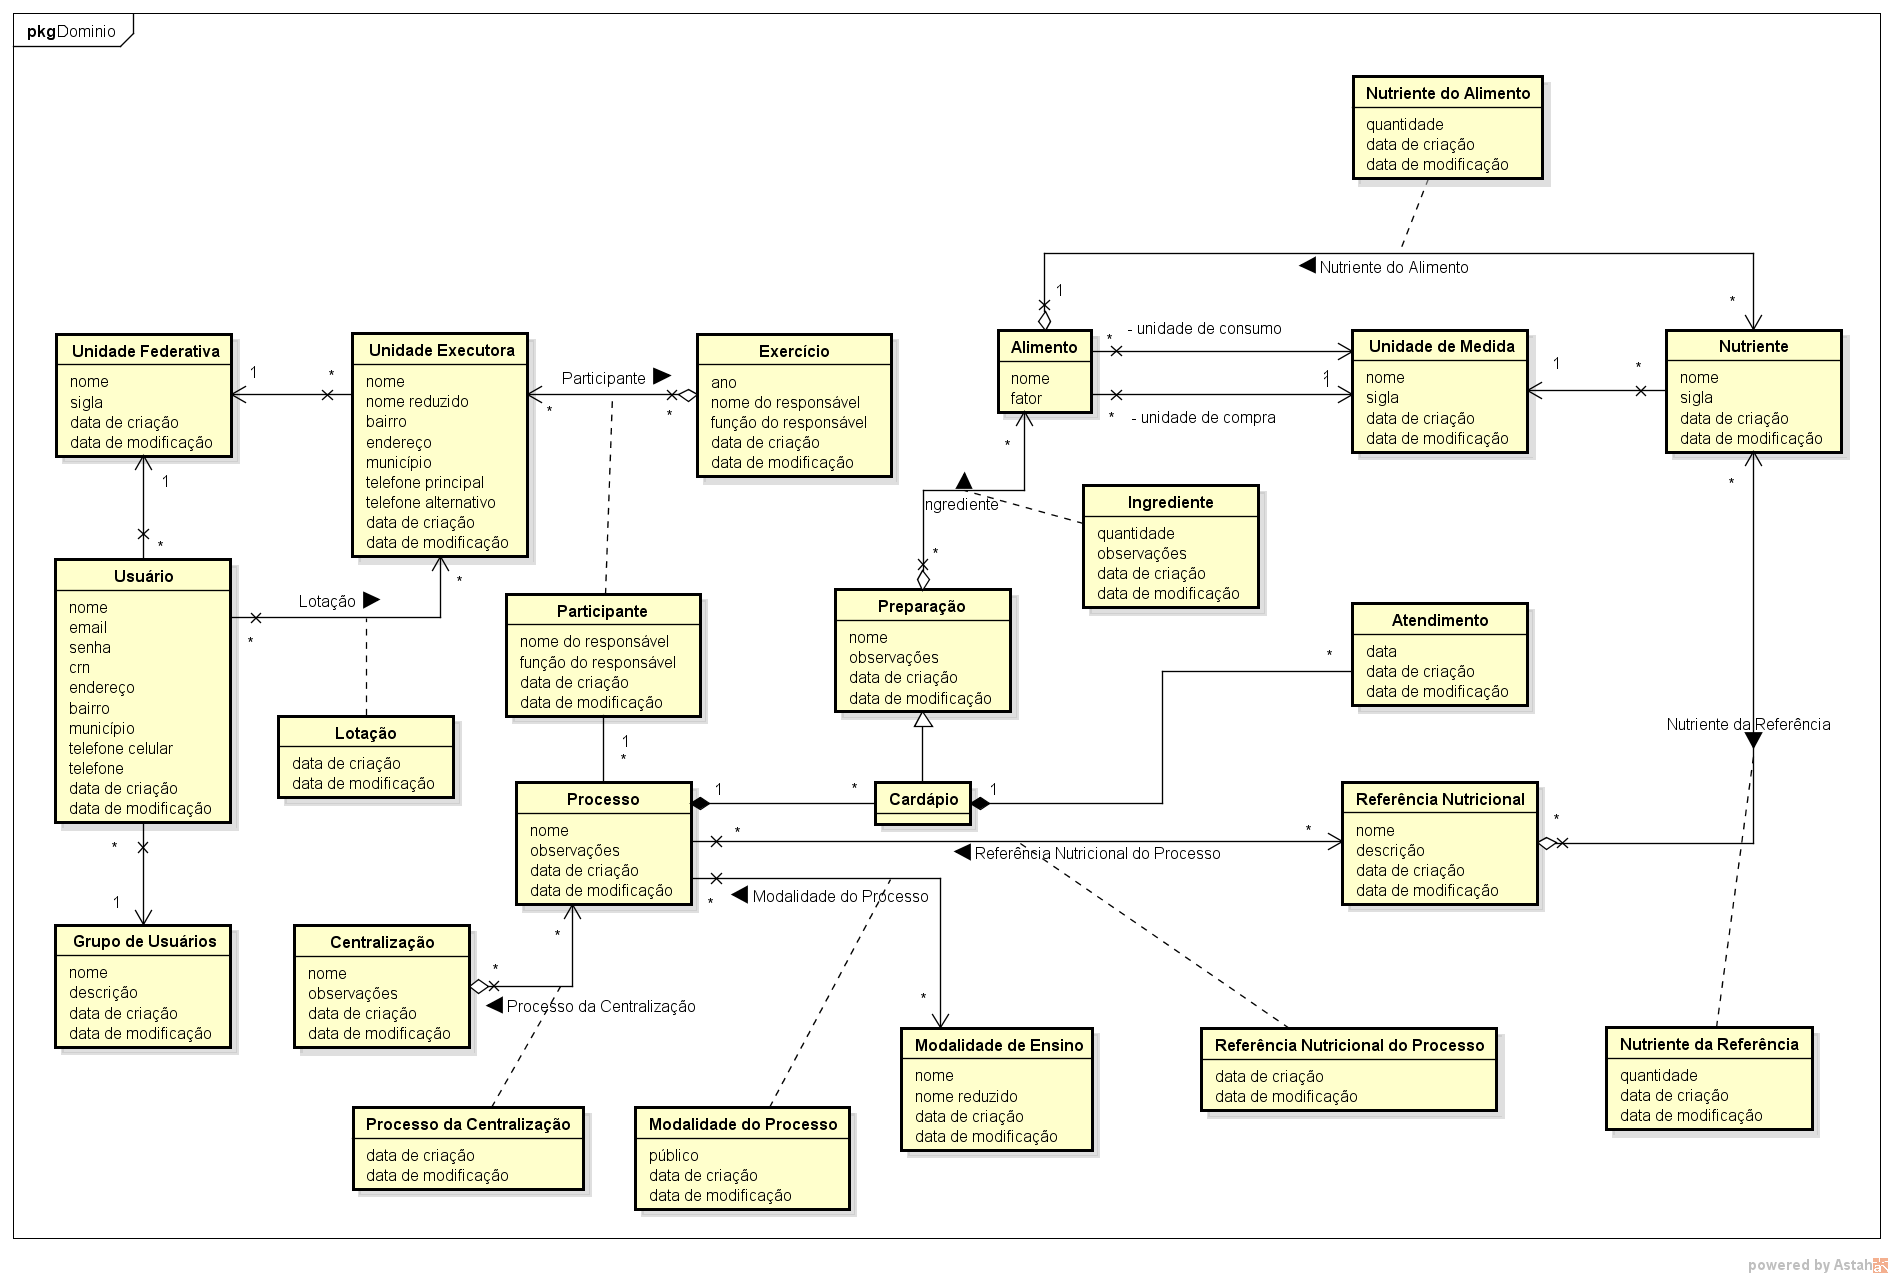 pkg Dominio
Nutriente do Alimento
quantidade
data de criação
data de modificação
Nutriente do Alimento
1
*
Unidade Federativa
nome
sigla
data de criação
data de modificação
1
*
Unidade Executora
nome
nome reduzido
bairro
endereço
município
telefone principal
telefone alternativo
data de criação
data de modificação
Participante
*
*
Exercício
ano
nome do responsável
função do responsável
data de criação
data de modificação
Alimento
nome
fator
*
- unidade de consumo
1
1
*
- unidade de compra
Unidade de Medida
nome
sigla
data de criação
data de modificação
1
*
Nutriente
nome
sigla
data de criação
data de modificação
1
*
*
*
ngrediente
*
Ingrediente
quantidade
observações
data de criação
data de modificação
*
Usuário
nome
email
senha
crn
endereço
bairro
município
telefone celular
telefone
data de criação
data de modificação
Lotação
*
*
Lotação
data de criação
data de modificação
Participante
nome do responsável
função do responsável
data de criação
data de modificação
1
*
Preparação
nome
observações
data de criação
data de modificação
Atendimento
data
data de criação
data de modificação
*
Nutriente da Referência
Processo
nome
observações
data de criação
data de modificação
1
*
Cardápio
1
*
*
Referência Nutricional do Processo
Referência Nutricional
nome
descrição
data de criação
data de modificação
*
*
Modalidade do Processo
*
*
1
Grupo de Usuários
nome
descrição
data de criação
data de modificação
Centralização
nome
observações
data de criação
data de modificação
*
*
Processo da Centralização
Modalidade de Ensino
nome
nome reduzido
data de criação
data de modificação
Referência Nutricional do Processo
data de criação
data de modificação
Nutriente da Referência
quantidade
data de criação
data de modificação
Processo da Centralização
data de criação
data de modificação
Modalidade do Processo
público
data de criação
data de modificação
powered by Astah